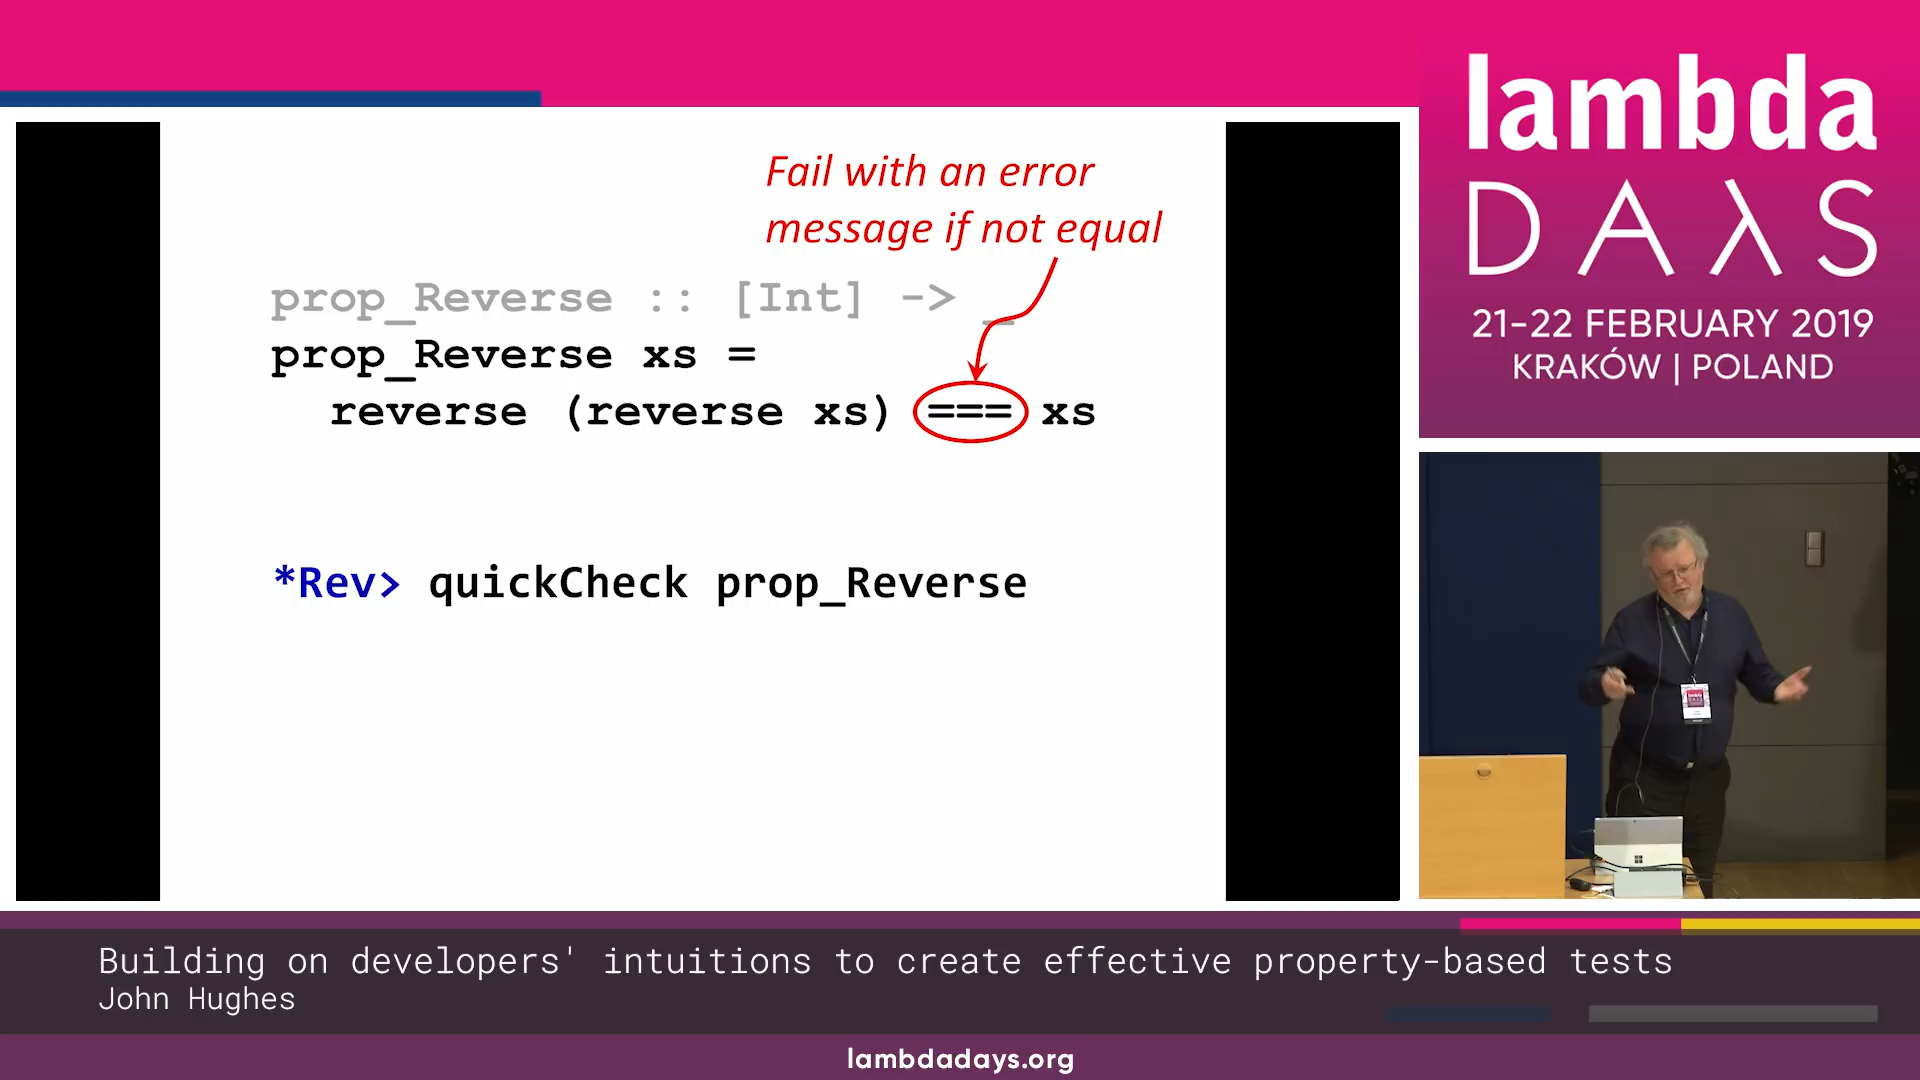 Fail with an error
message if not equal
prop_Reverse :: [Int] -> _
prop_Reverse xs =
reverse (reverse xs) === xs
*Rev> quickCheck prop_Reverse
lambda
DAλS
21-22 FEBRUARY 2019
KRAKÓW | POLAND
lambda
DAλS
Building on developers' intuitions to create effective property-based tests
John Hughes
lambdadays.org